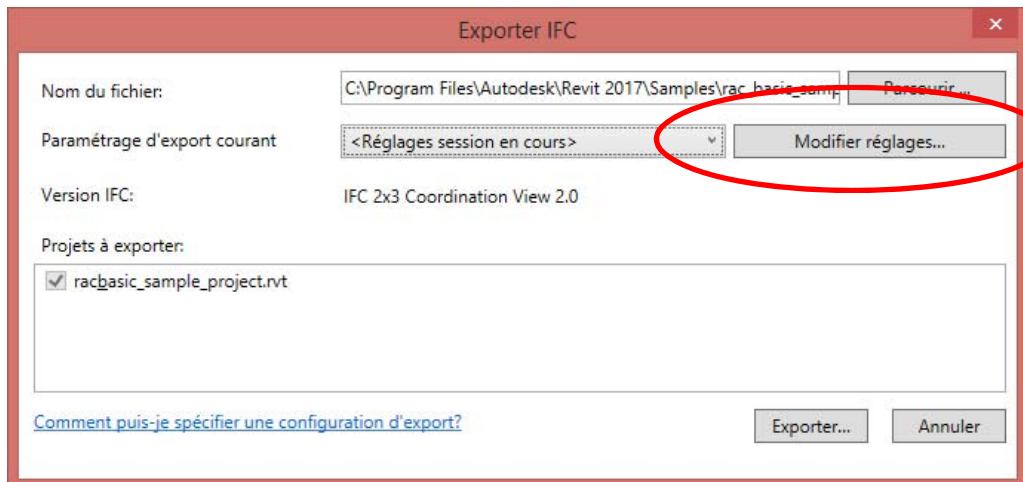 Exporter IFC
Nom du fichier: C:\Program Files\Autodesk\Revit 2017\Samples\rac_basic_samp Parcourir ...
Paramétrage d'export courant <Réglages session en cours> Modifier réglages...
Version IFC: IFC 2x3 Coordination View 2.0
Projets à exporter:
racbasic_sample_project.rvt
Comment puis-je spécifier une configuration d'export?
Exporter... Annuler